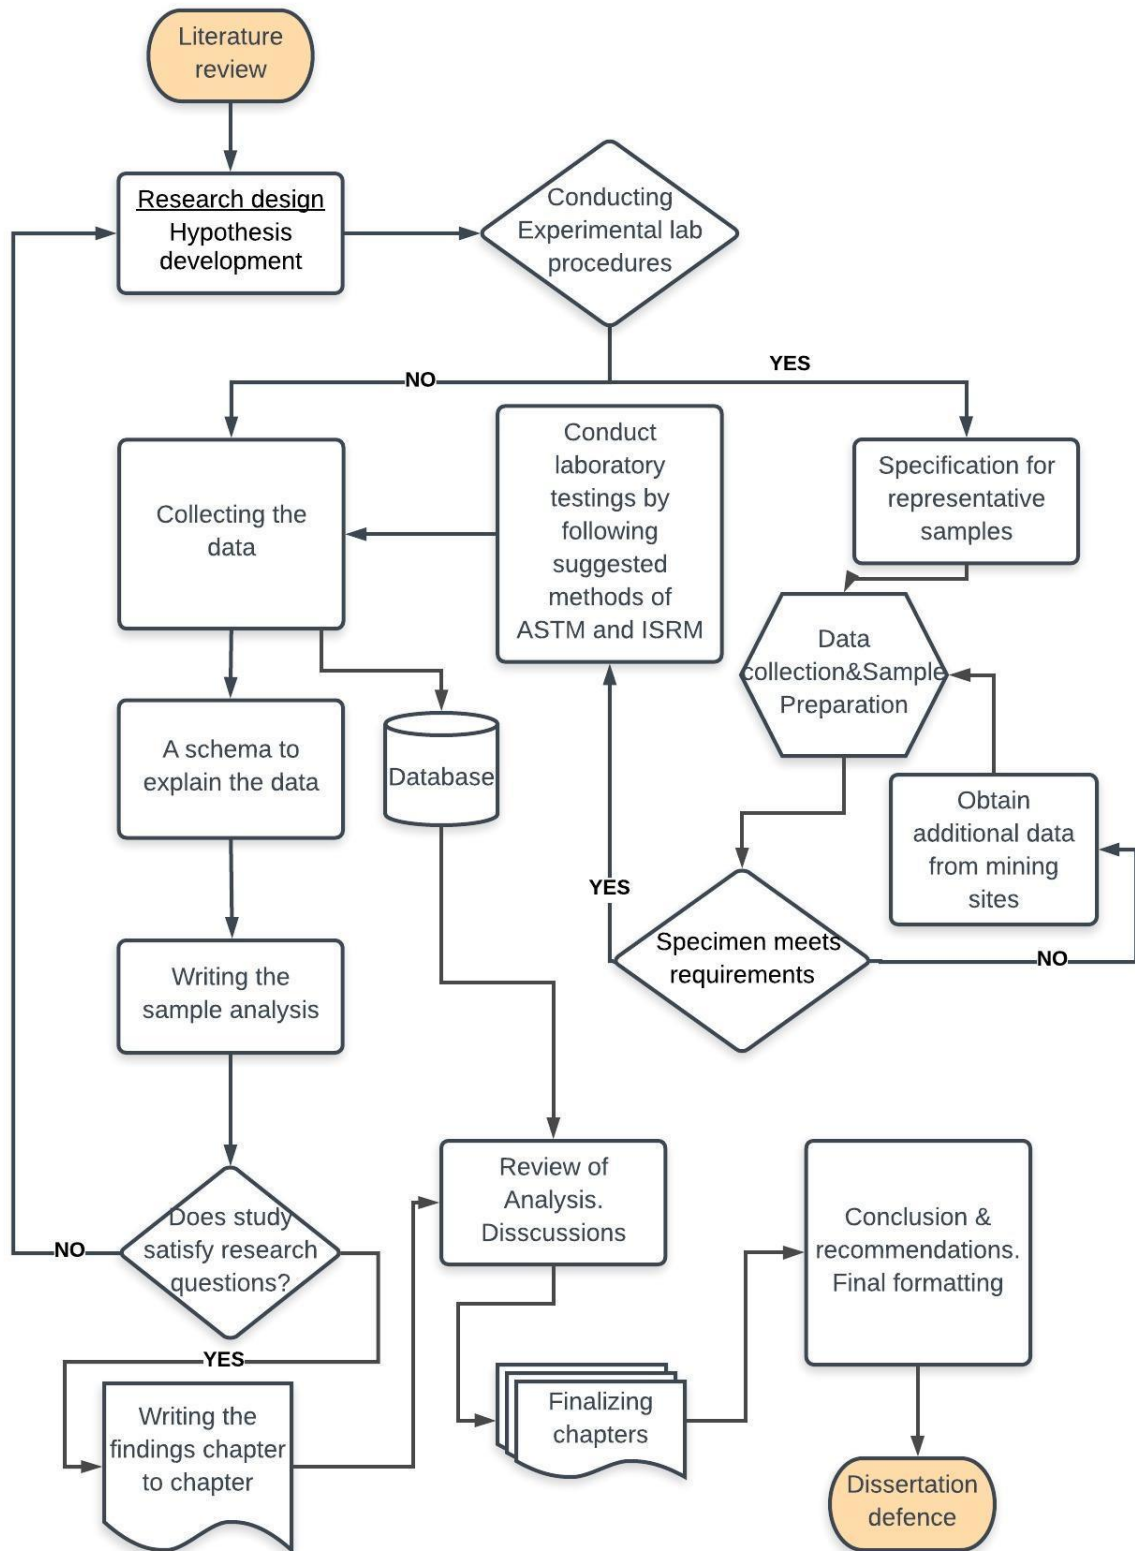 Literature
review
Research design
Hypothesis
development
Conducting
Experimental lab
procedures
NO
YES
Collecting the
data
Conduct
laboratory
testings by
following
suggested
methods of
ASTM and ISRM
Specification for
representative
samples
Data
collection&Sample
Preparation
A schema to
explain the data
Database
Obtain
additional data
from mining
sites
YES
Specimen meets
requirements
NO
Writing the
sample analysis
Does study
satisfy research
questions?
NO
YES
Review of
Analysis.
Disscussions
Conclusion &
recommendations.
Final formatting
Writing the
findings chapter
to chapter
Finalizing
chapters
Dissertation
defence